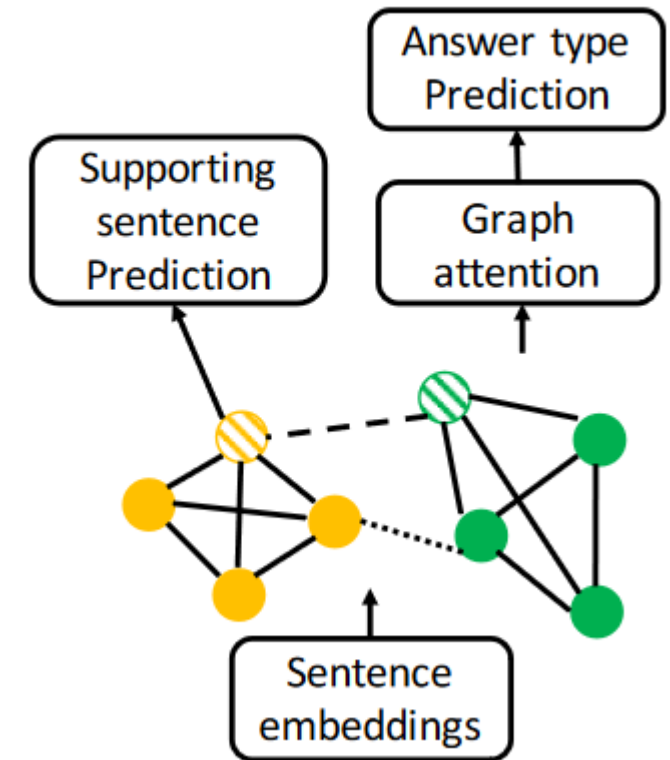 Answer type
Prediction
Supporting
sentence
Prediction
Graph
attention
Sentence
embeddings